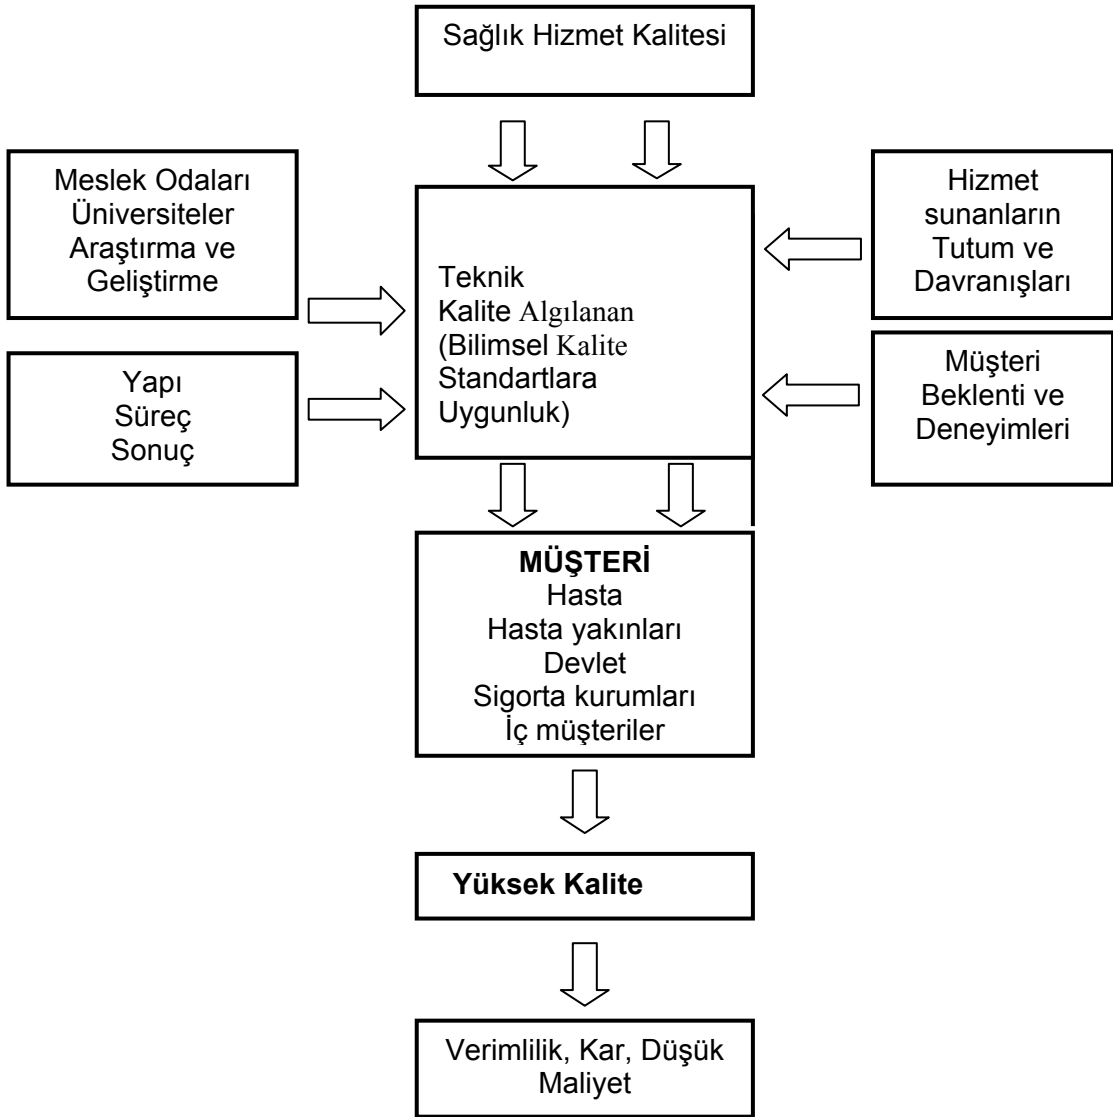 Sağlık Hizmet Kalitesi
Meslek Odaları
Üniversiteler
Araştırma ve
Geliştirme
Hizmet
sunanların
Tutum ve
Davranışları
Teknik
Kalite Algılanan
(Bilimsel Kalite
Standartlara
Uygunluk)
Yapı
Süreç
Sonuç
Müşteri
Beklenti ve
Deneyimleri
MÜŞTERİ
Hasta
Hasta yakınları
Devlet
Sigorta kurumları
İç müşteriler
Yüksek Kalite
Verimlilik, Kar, Düşük
Maliyet